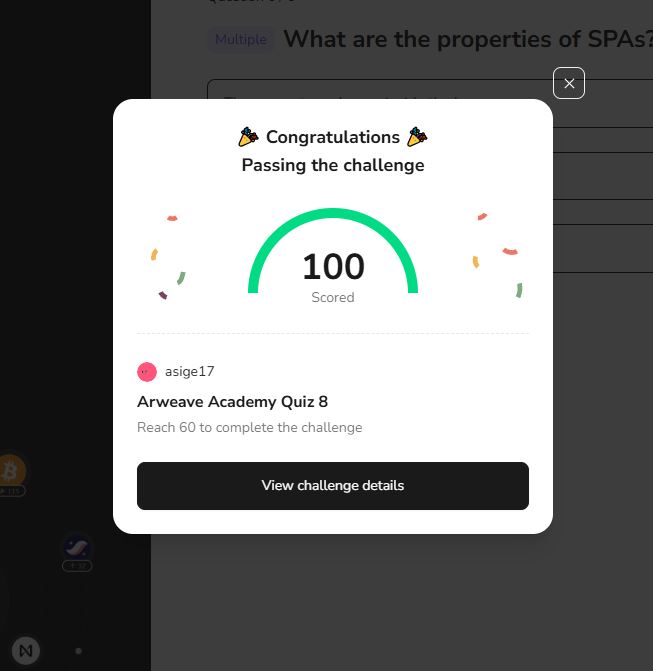 Multiple What are the properties of SPAs?
Congratulations
Passing the challenge
100
Scored
asige17
Arweave Academy Quiz 8
Reach 60 to complete the challenge
View challenge details